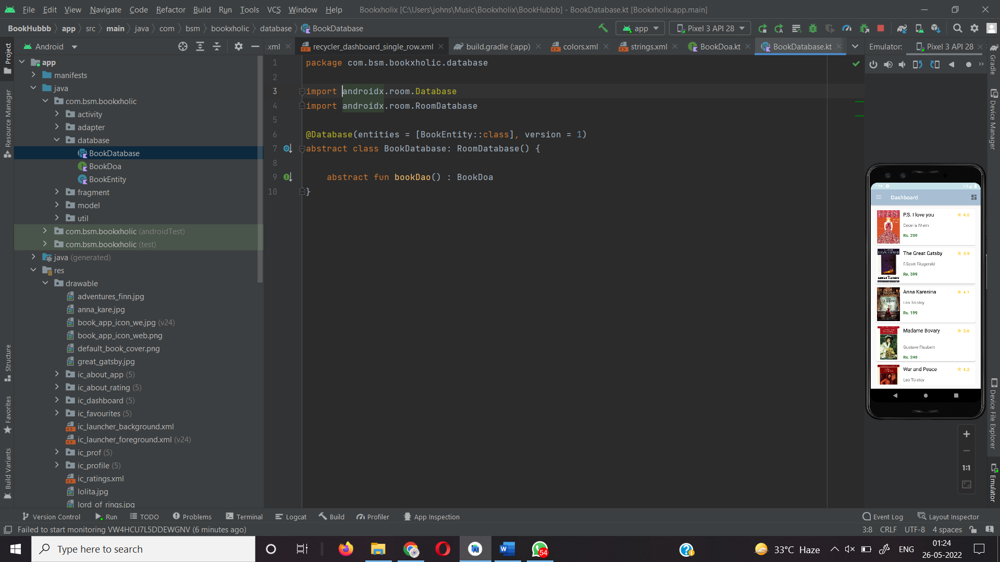 File Edit View Navigate Code Refactor Build Run Tools VCS Window Help Bookxholix [C:\Users\johns\Music\Bookxholix\BookHubbb] - BookDatabase.kt [Bookxholix.app.main]
BookHubbb app src main java com bsm bookxholic database BookDatabase app Pixel 3 API 28
Android .xml recycler_dashboard_single_row.xml build.gradle (:app) colors.xml strings.xml BookDoa.kt BookDatabase.kt Emulator: Pixel 3 API 28
Project
Resource Manager
Structure
Favorites
Build Variants
app
manifests
java
com.bsm.bookxholic
activity
adapter
database
BookDatabase
BookDoa
BookEntity
fragment
model
util
com.bsm.bookxholic (androidTest)
com.bsm.bookxholic (test)
java (generated)
res
drawable
adventures_finn.jpg
anna_kare.jpg
book_app_icon_we.jpg (v24)
book_app_icon_web.png
default_book_cover.png
great_gatsby.jpg
ic_about_app (5)
ic_about_rating (5)
ic_dashboard (5)
ic_favourites (5)
ic_launcher_background.xml
ic_launcher_foreground.xml (v24)
ic_prof (5)
ic_profile (5)
ic_ratings.xml
lolita.jpg
lord_of_rings.jpg
1 package com.bsm.bookxholic.database
2
3 import androidx.room.Database
4 import androidx.room.RoomDatabase
5
6 @Database(entities = [BookEntity::class], version = 1)
7 abstract class BookDatabase: RoomDatabase() {
8
9 abstract fun bookDao() : BookDoa
10 }
Dashboard
P.S. I love you 4.0
Cecelia Ahern
Rs. 299
The Great Gatsby 3.9
F.Scott Fitzgerald
Rs. 399
Anna Karenina 4.1
Leo Tolstoy
Rs. 199
Madame Bovary 3.6
Gustave Flaubert
Rs. 249
War and Peace 4.2
Leo Tolstoy
1:1
Gradle
Device Manager
Device File Explorer
Emulator
Version Control Run TODO Problems Terminal Logcat Build Profiler App Inspection Event Log Layout Inspector
Failed to start monitoring VW4HCU7L5DDEWGNV (6 minutes ago) 3:8 CRLF UTF-8 4 spaces
Type here to search 54 33°C Haze ENG 01:24
26-05-2022